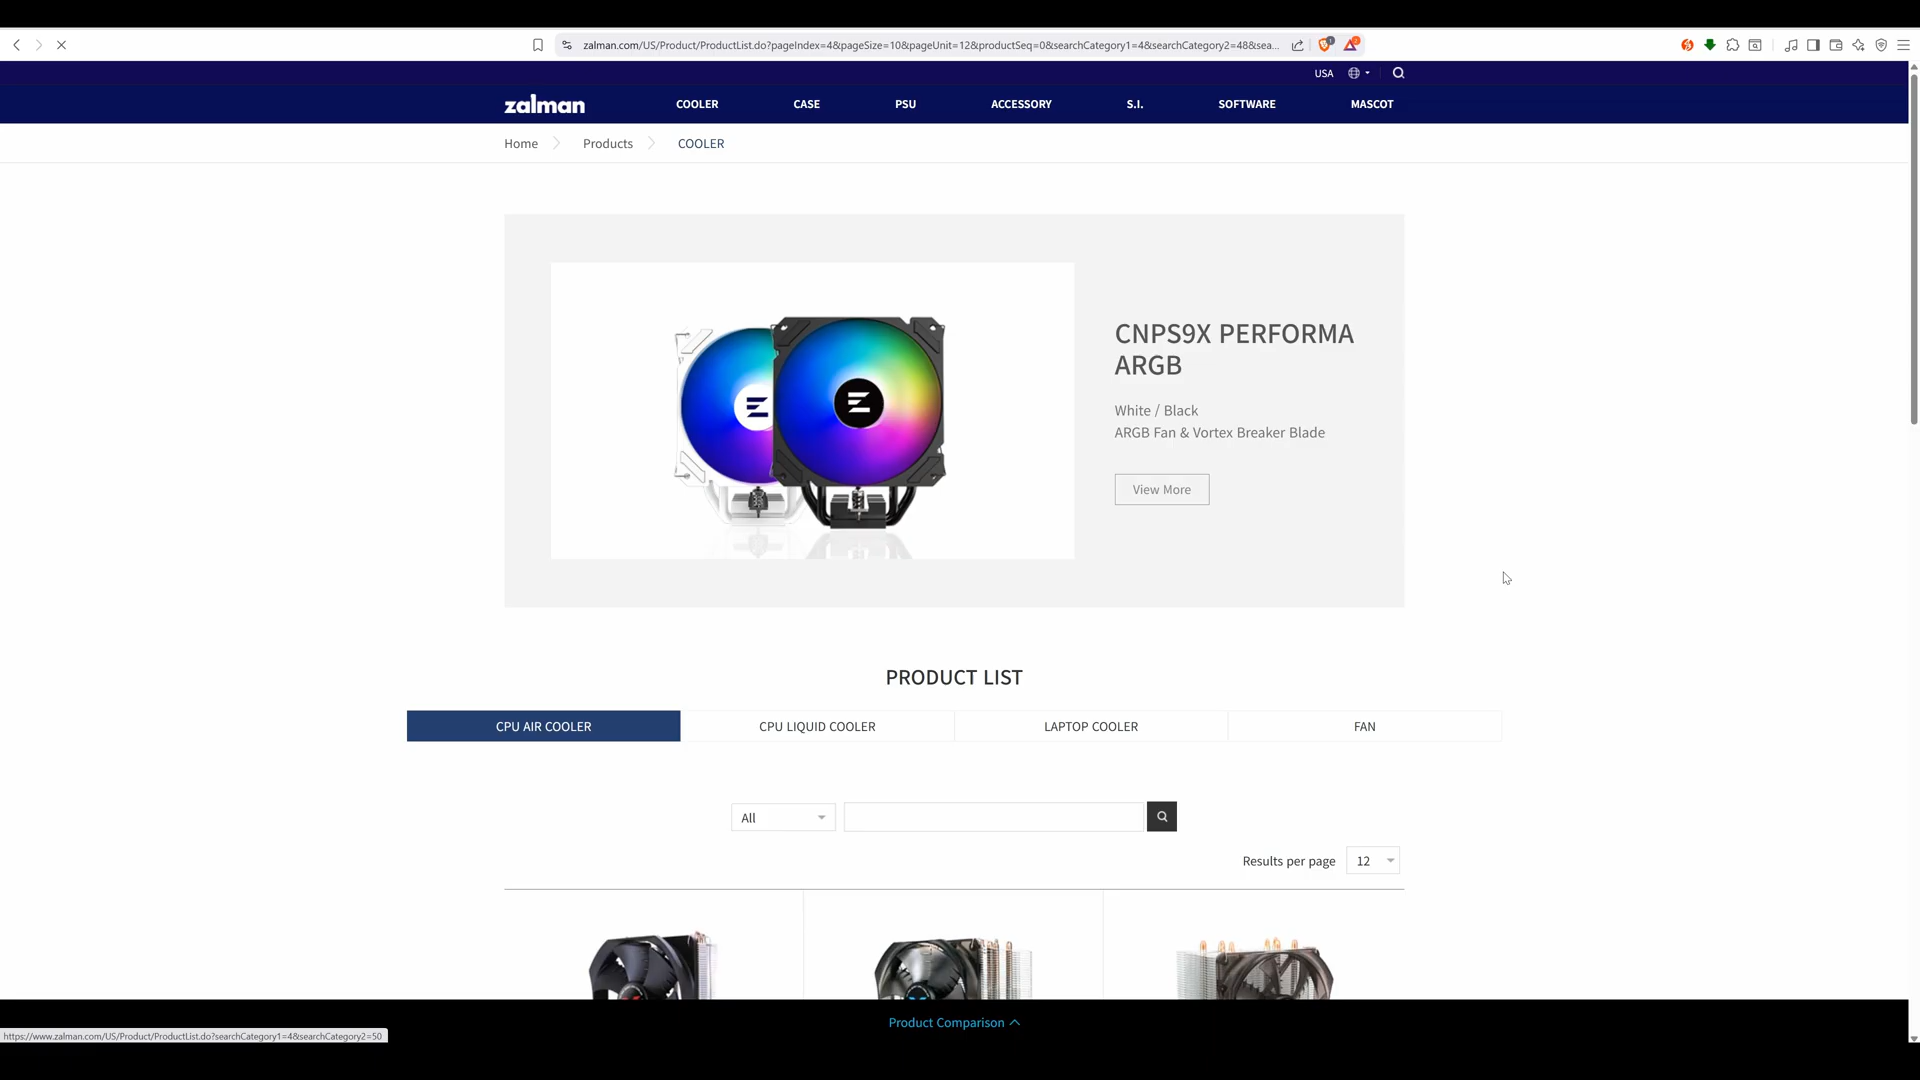 zalman.com/US/Product/ProductList.do?pageIndex=4&pageSize=10&pageUnit=12&productSeq=0&searchCategory1=4&searchCategory2=48&sea...
USA
zalman
COOLER
CASE
PSU
ACCESSORY
S.I.
SOFTWARE
MASCOT
Home
Products
COOLER
CNPS9X PERFORMA
ARGB
White / Black
ARGB Fan & Vortex Breaker Blade
View More
PRODUCT LIST
CPU AIR COOLER
CPU LIQUID COOLER
LAPTOP COOLER
FAN
All
Results per page
12
Product Comparison
https://www.zalman.com/US/Product/ProductList.do?searchCategory1=4&searchCategory2=50